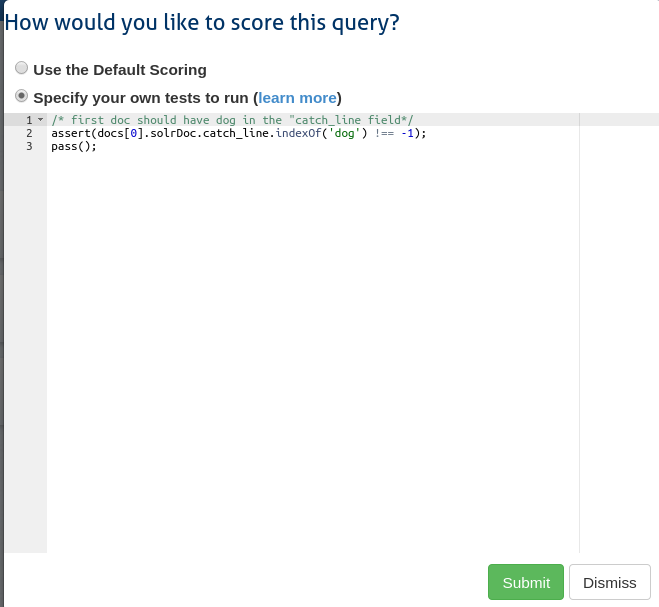 How would you like to score this query?
Use the Default Scoring
Specify your own tests to run (learn more)
1 /* first doc should have dog in the "catch_line field*/
2 assert(docs[0].solrDoc.catch_line.indexOf('dog') !== -1);
3 pass();
Submit Dismiss